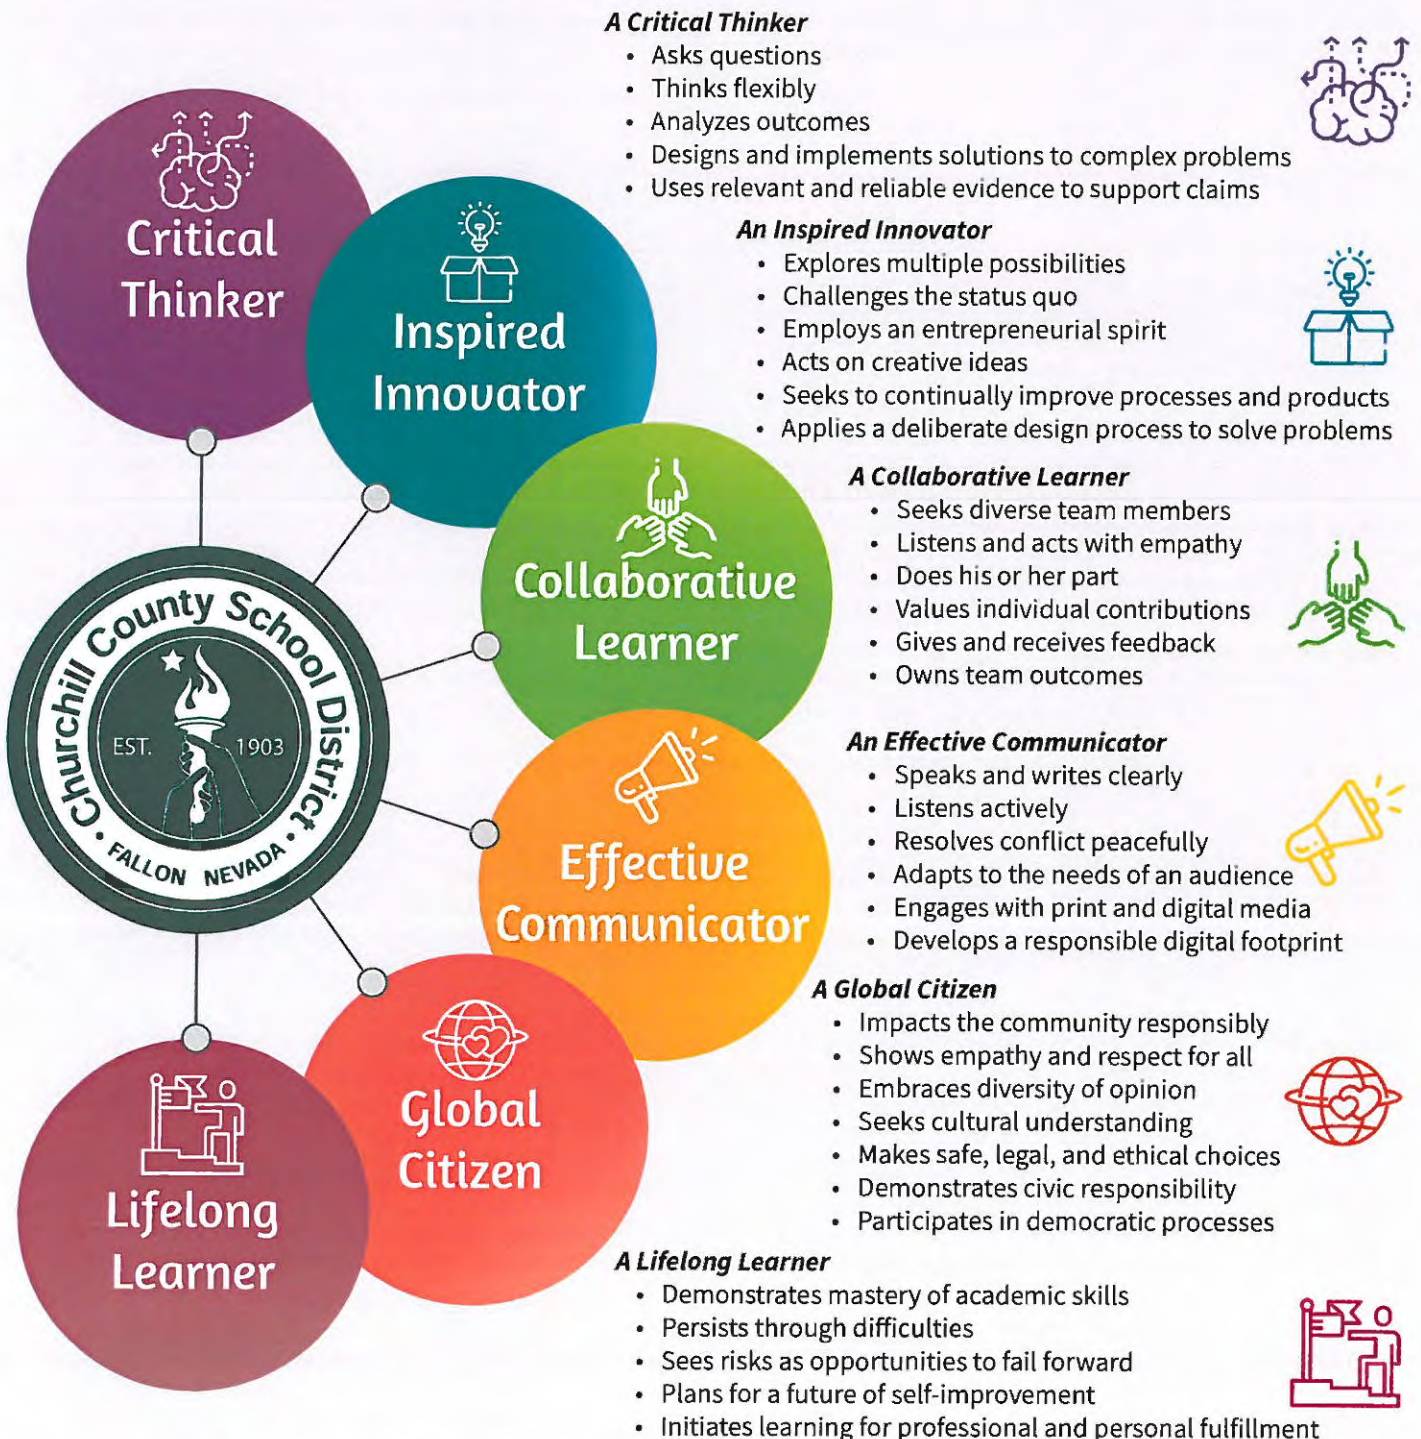 A Critical Thinker
• Asks questions
• Thinks flexibly
• Analyzes outcomes
• Designs and implements solutions to complex problems
• Uses relevant and reliable evidence to support claims
An Inspired Innovator
• Explores multiple possibilities
• Challenges the status quo
• Employs an entrepreneurial spirit
• Acts on creative ideas
• Seeks to continually improve processes and products
• Applies a deliberate design process to solve problems
A Collaborative Learner
• Seeks diverse team members
• Listens and acts with empathy
• Does his or her part
• Values individual contributions
• Gives and receives feedback
• Owns team outcomes
An Effective Communicator
• Speaks and writes clearly
• Listens actively
• Resolves conflict peacefully
• Adapts to the needs of an audience
• Engages with print and digital media
• Develops a responsible digital footprint
A Global Citizen
• Impacts the community responsibly
• Shows empathy and respect for all
• Embraces diversity of opinion
• Seeks cultural understanding
• Makes safe, legal, and ethical choices
• Demonstrates civic responsibility
• Participates in democratic processes
A Lifelong Learner
• Demonstrates mastery of academic skills
• Persists through difficulties
• Sees risks as opportunities to fail forward
• Plans for a future of self-improvement
• Initiates learning for professional and personal fulfillment
Critical
Thinker
Inspired
Innovator
Collaborative
Learner
Effective
Communicator
Global
Citizen
Lifelong
Learner
• Churchill County School District •
EST. 1903
FALLON NEVADA